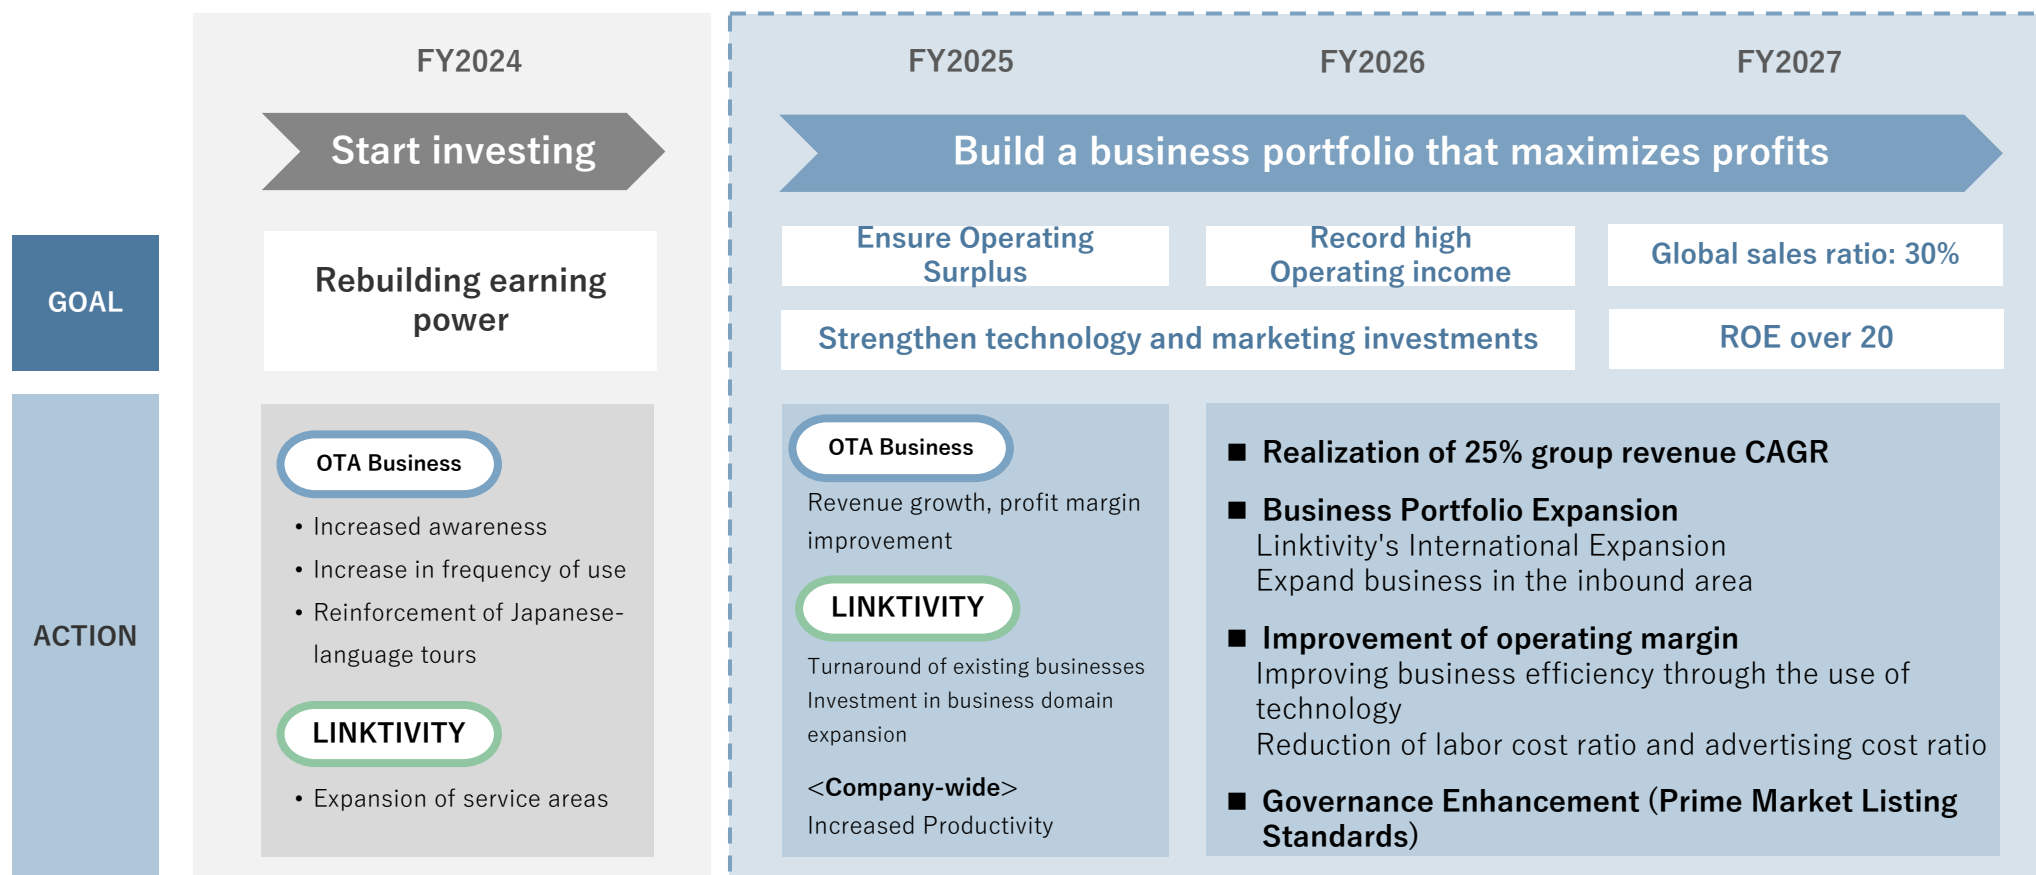 FY2024
FY2025
FY2026
FY2027
Start investing
Build a business portfolio that maximizes profits
GOAL
Rebuilding earning
power
Ensure Operating
Surplus
Record high
Operating income
Global sales ratio: 30%
Strengthen technology and marketing investments
ROE over 20
ACTION
OTA Business
• Increased awareness
• Increase in frequency of use
• Reinforcement of Japanese-
language tours
LINKTIVITY
• Expansion of service areas
OTA Business
Revenue growth, profit margin
improvement
LINKTIVITY
Turnaround of existing businesses
Investment in business domain
expansion
<Company-wide>
Increased Productivity
■ Realization of 25% group revenue CAGR
■ Business Portfolio Expansion
Linktivity's International Expansion
Expand business in the inbound area
■ Improvement of operating margin
Improving business efficiency through the use of
technology
Reduction of labor cost ratio and advertising cost ratio
■ Governance Enhancement (Prime Market Listing
Standards)